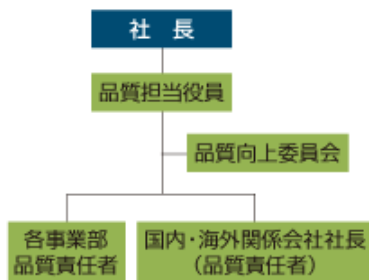 社　長
品質担当役員
品質向上委員会
各事業部
品質責任者
国内・海外関係会社社長
（品質責任者）